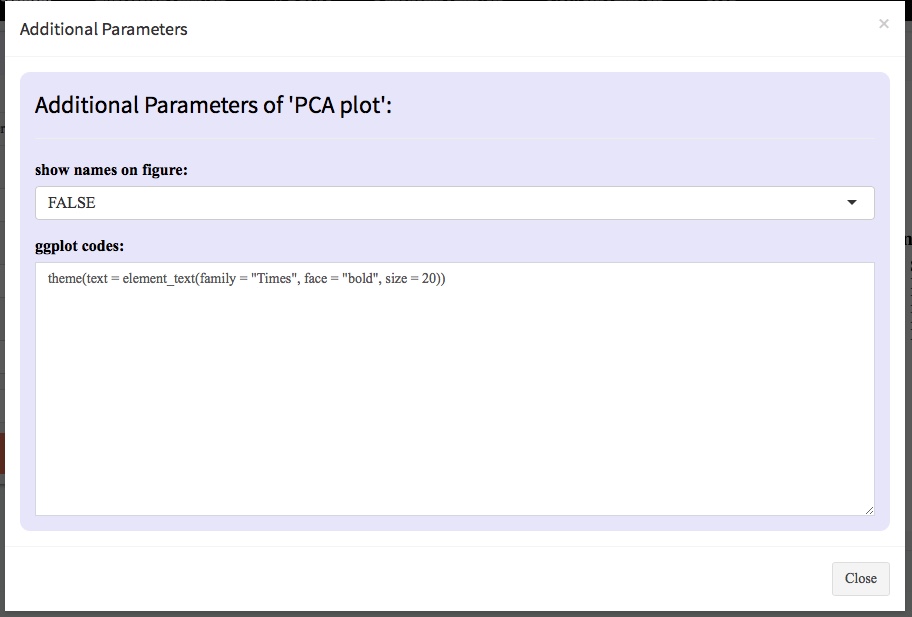 Additional Parameters
×
Additional Parameters of 'PCA plot':
show names on figure:
FALSE
ggplot codes:
theme(text = element_text(family = "Times", face = "bold", size = 20))
Close